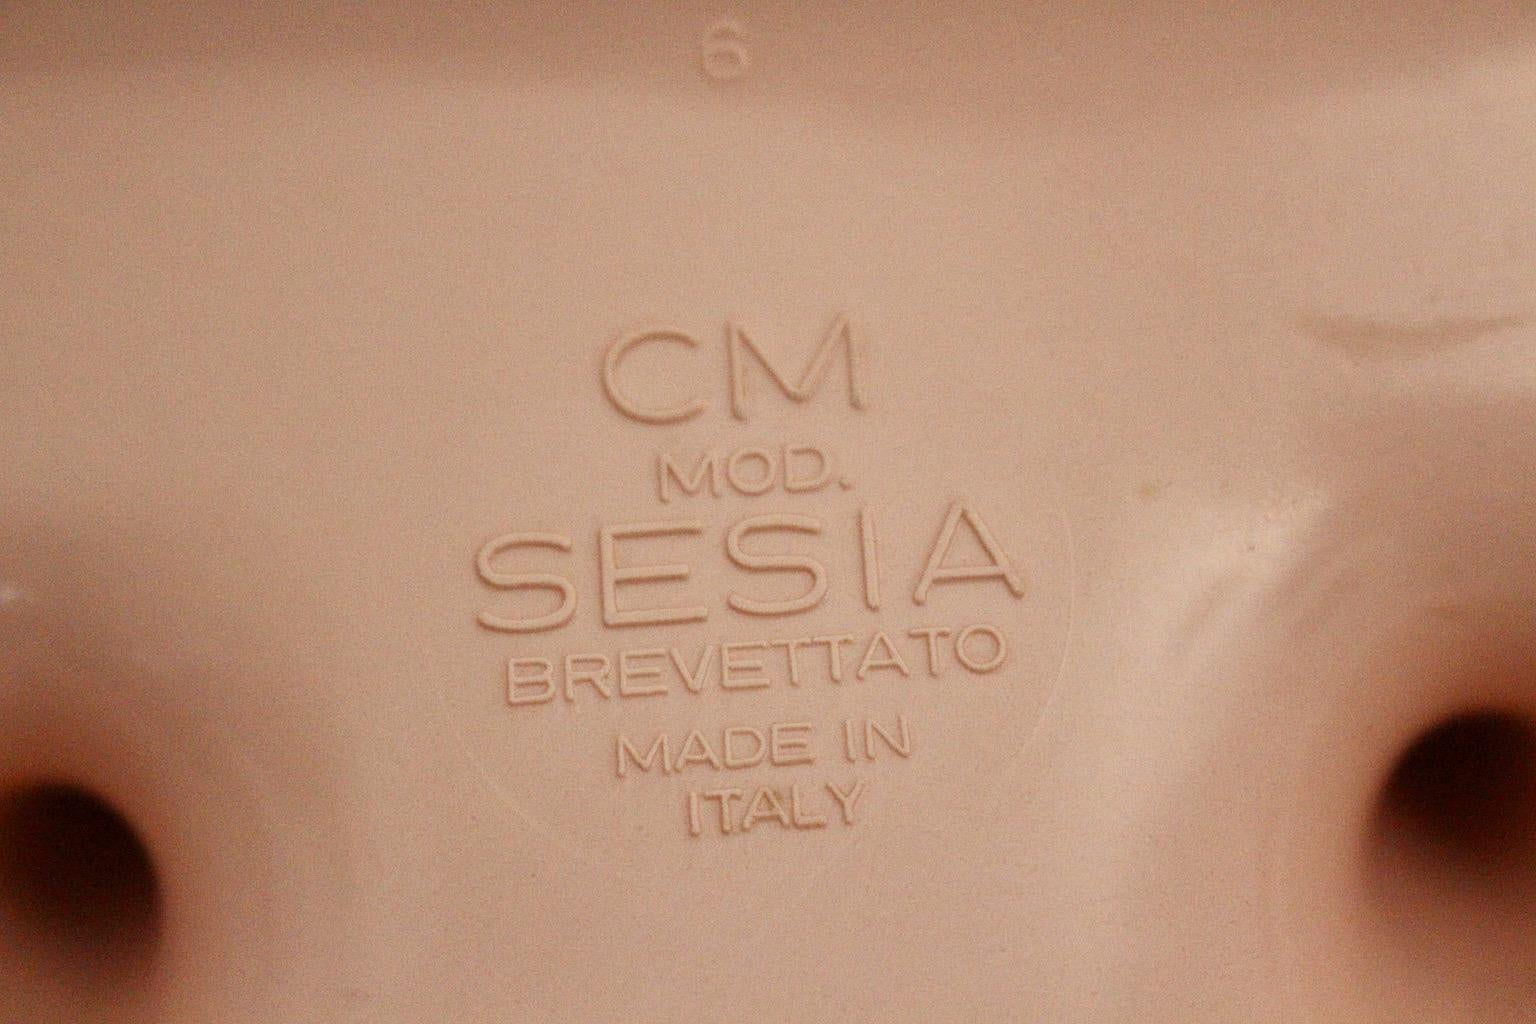 6
CM
MOD.
SESIA
BREVETTATO
MADE IN
ITALY